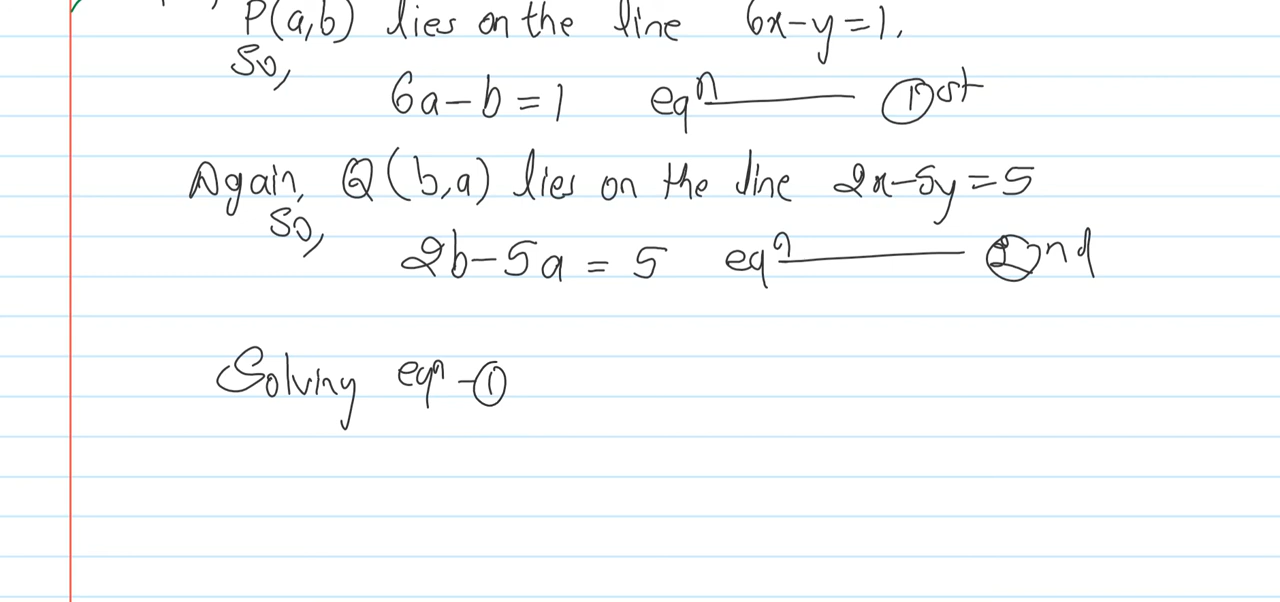 P(a,b) lies on the line 6x-y=1.
So,
6a-b=1 eqⁿ——— ①st
Again, Q(b,a) lies on the line 2x-5y=5
So,
2b-5a=5 eqⁿ——— ②nd
Solving eqⁿ-①